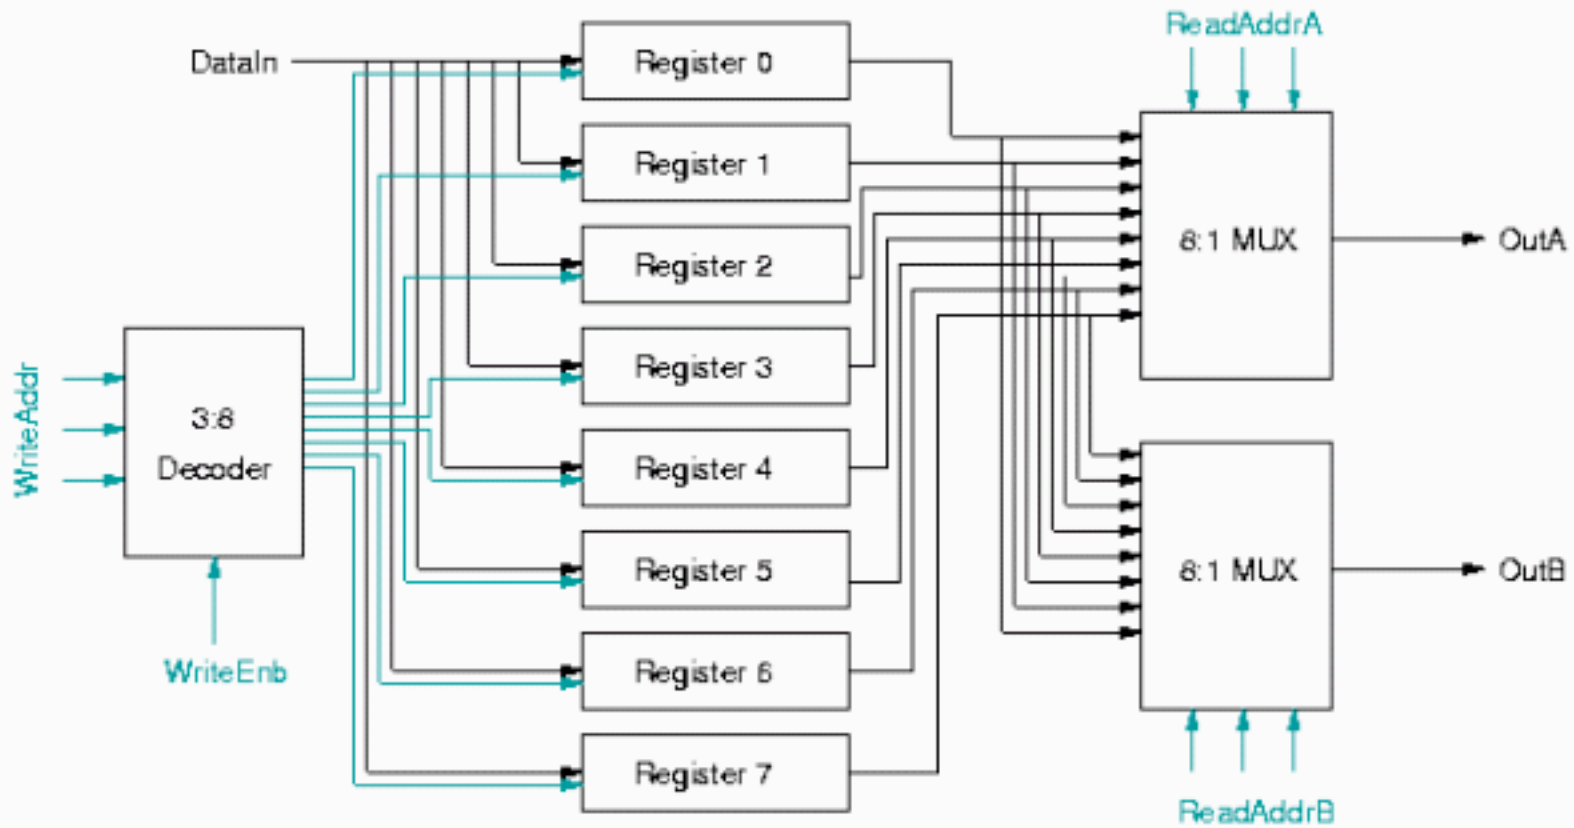 ReadAddrA
DataIn
Register 0
Register 1
Register 2
Register 3
Register 4
Register 5
Register 6
Register 7
8:1 MUX
OutA
WriteAddr
3:8
Decoder
WriteEnb
8:1 MUX
OutB
ReadAddrB